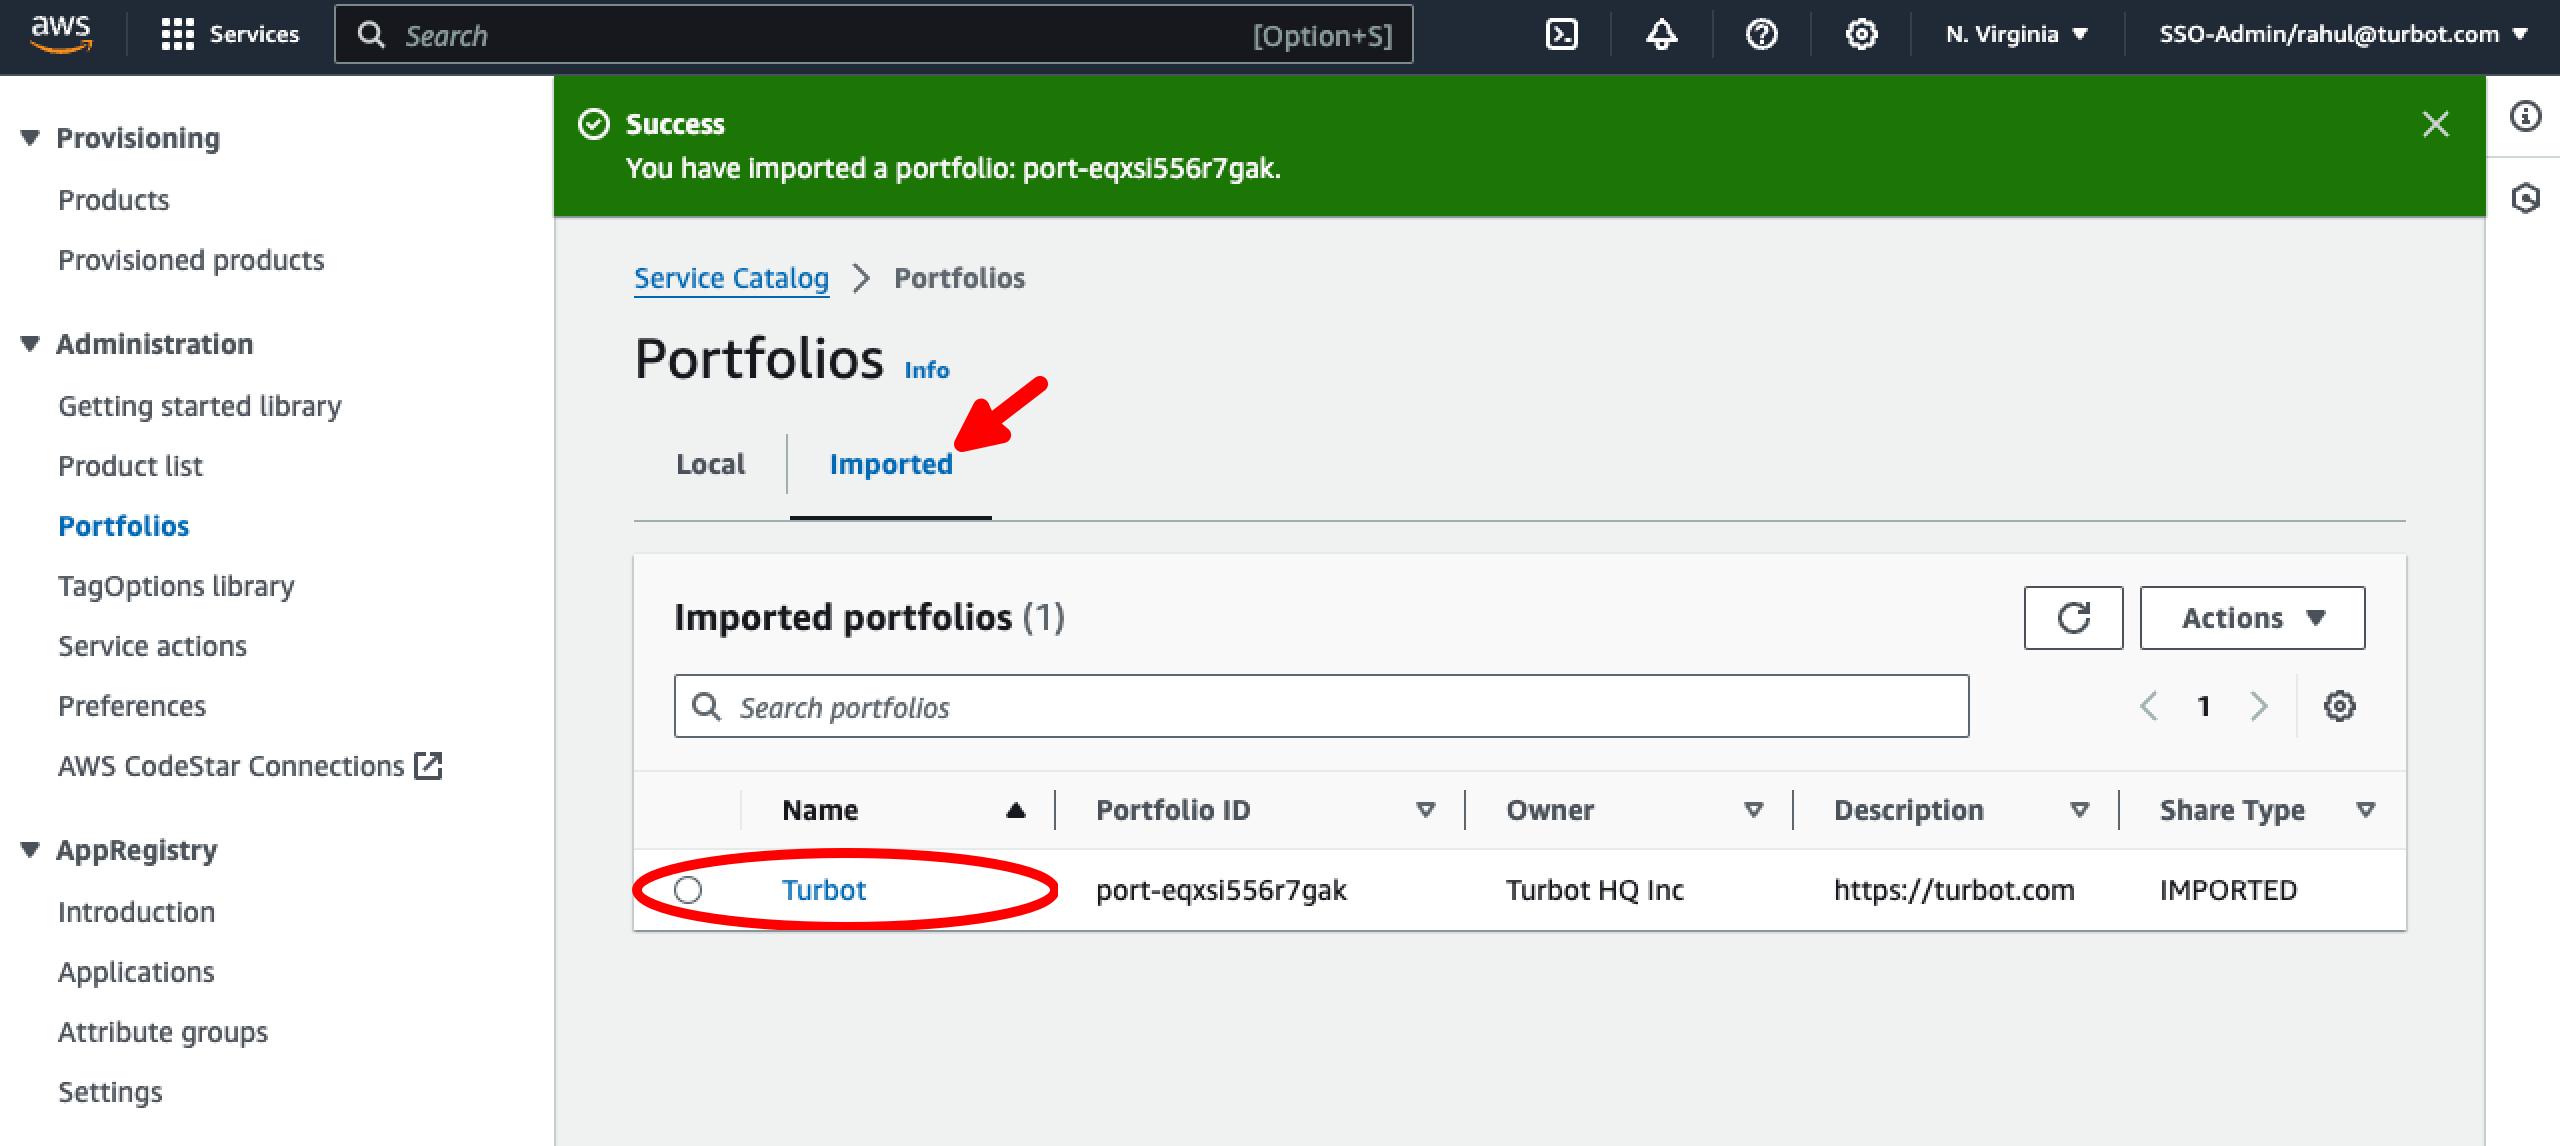 aws
Services
Search
[Option+S]
N. Virginia
SSO-Admin/rahul@turbot.com
Provisioning
Products
Provisioned products
Administration
Getting started library
Product list
Portfolios
TagOptions library
Service actions
Preferences
AWS CodeStar Connections
AppRegistry
Introduction
Applications
Attribute groups
Settings
Success
You have imported a portfolio: port-eqxsi556r7gak.
Service Catalog
Portfolios
Portfolios Info
Local
Imported
Imported portfolios (1)
Actions
Search portfolios
1
Name Portfolio ID Owner Description Share Type
Turbot port-eqxsi556r7gak Turbot HQ Inc https://turbot.com IMPORTED